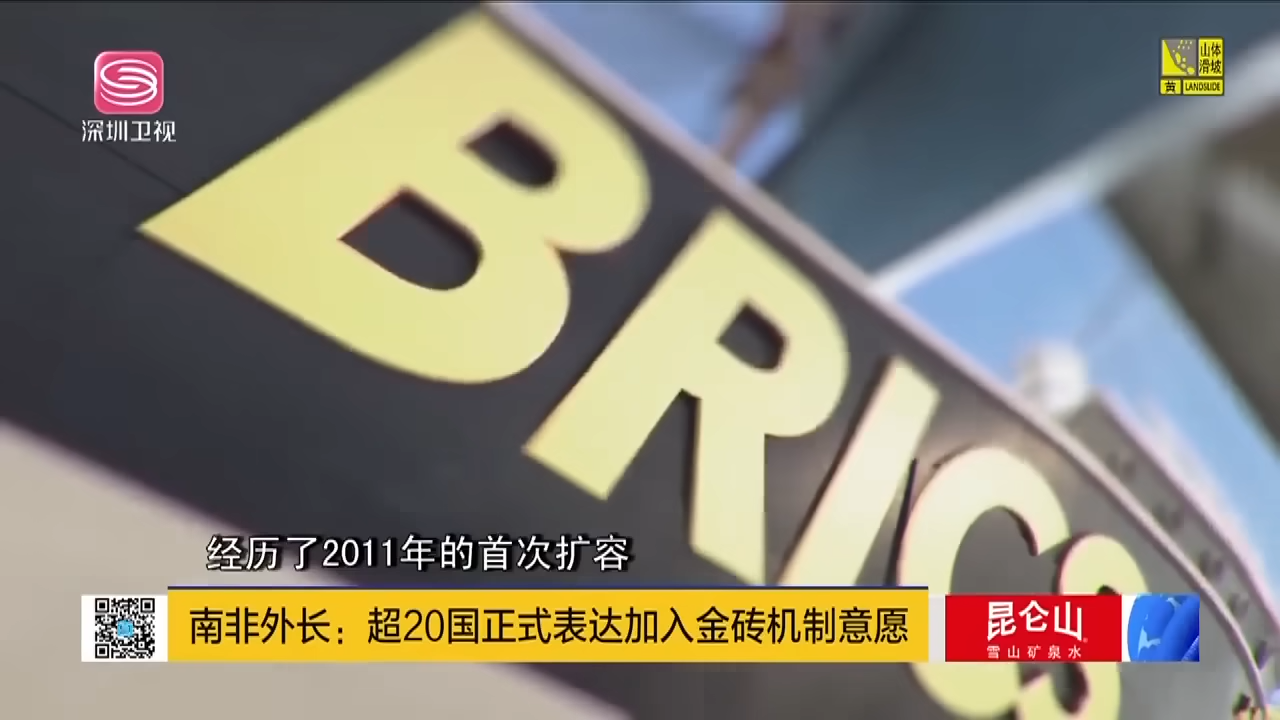 深圳卫视
山体
滑坡
黄 LANDSLIDE
BRICS
经历了2011年的首次扩容
南非外长：超20国正式表达加入金砖机制意愿
昆仑山
雪山矿泉水